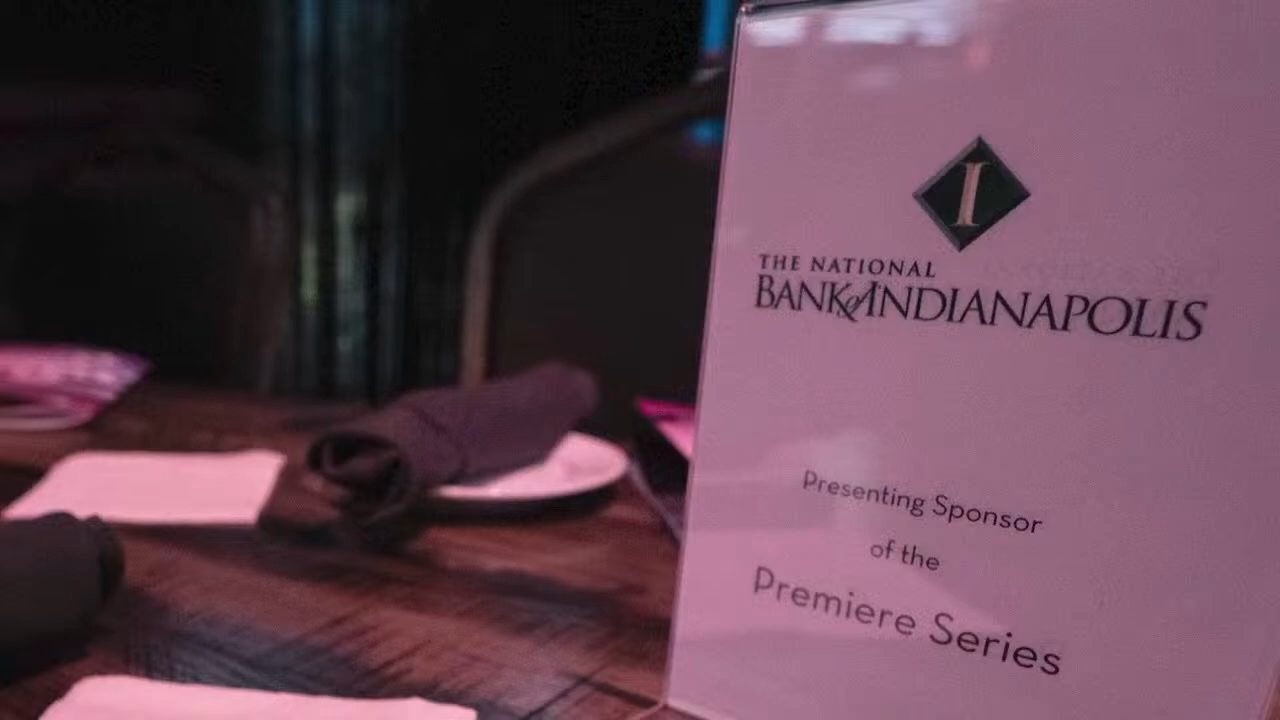 I
THE NATIONAL
BANK of INDIANAPOLIS
Presenting Sponsor
of the
Premiere Series